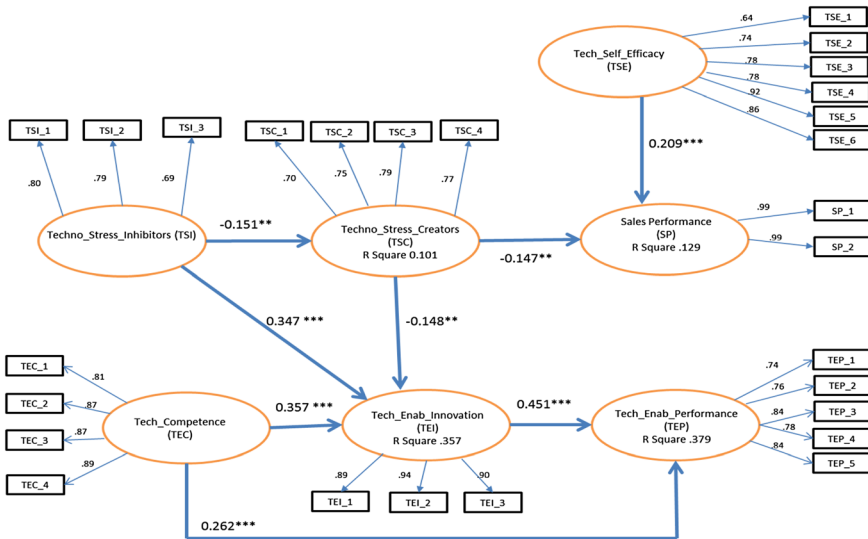 .64
TSE_1
.74
TSE_2
Tech_Self_Efficacy
(TSE)
.78
TSE_3
.78
TSE_4
.92
TSE_5
.86
TSE_6
TSI_1
TSI_2
TSI_3
TSC_1
TSC_2
TSC_3
TSC_4
0.209***
.80
.79
.69
.70
.75
.79
.77
Techno_Stress_Inhibitors (TSI)
-0.151**
Techno_Stress_Creators
(TSC)
R Square 0.101
-0.147**
Sales Performance
(SP)
R Square .129
.99
SP_1
.99
SP_2
0.347 ***
-0.148**
TEC_1
TEC_2
TEC_3
TEC_4
.81
.87
.87
.89
Tech_Competence
(TEC)
0.357 ***
Tech_Enab_Innovation
(TEI)
R Square .357
0.451***
Tech_Enab_Performance
(TEP)
R Square .379
.74
TEP_1
.76
TEP_2
.84
TEP_3
.78
TEP_4
.84
TEP_5
.89
.94
.90
TEI_1
TEI_2
TEI_3
0.262***